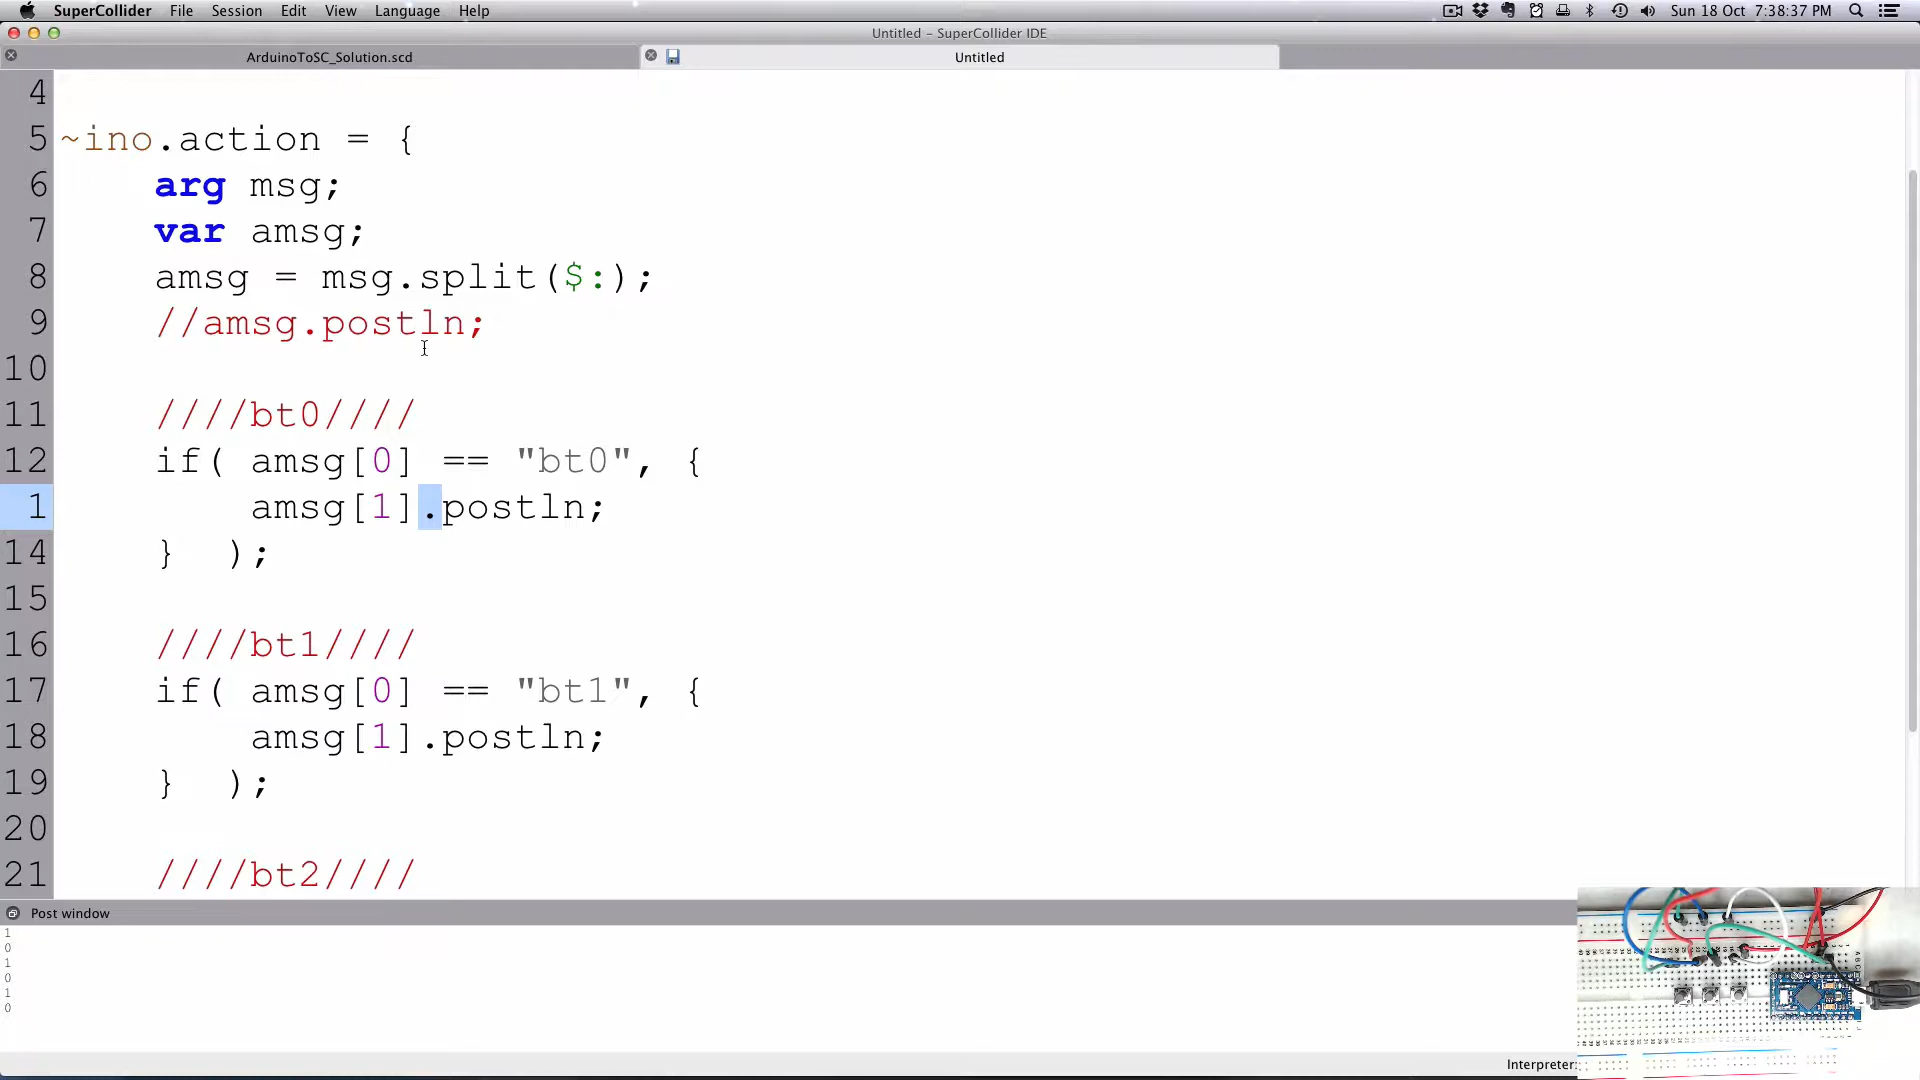 SuperCollider File Session Edit View Language Help Sun 18 Oct 7:38:37 PM
Untitled – SuperCollider IDE
ArduinoToSC_Solution.scd Untitled
4
5 ~ino.action = {
6 arg msg;
7 var amsg;
8 amsg = msg.split($:);
9 //amsg.postln;
10
11 ////bt0////
12 if( amsg[0] == "bt0", {
1 amsg[1].postln;
14 } );
15
16 ////bt1////
17 if( amsg[0] == "bt1", {
18 amsg[1].postln;
19 } );
20
21 ////bt2////
Post window
1
0
1
0
1
0
Interpreter: